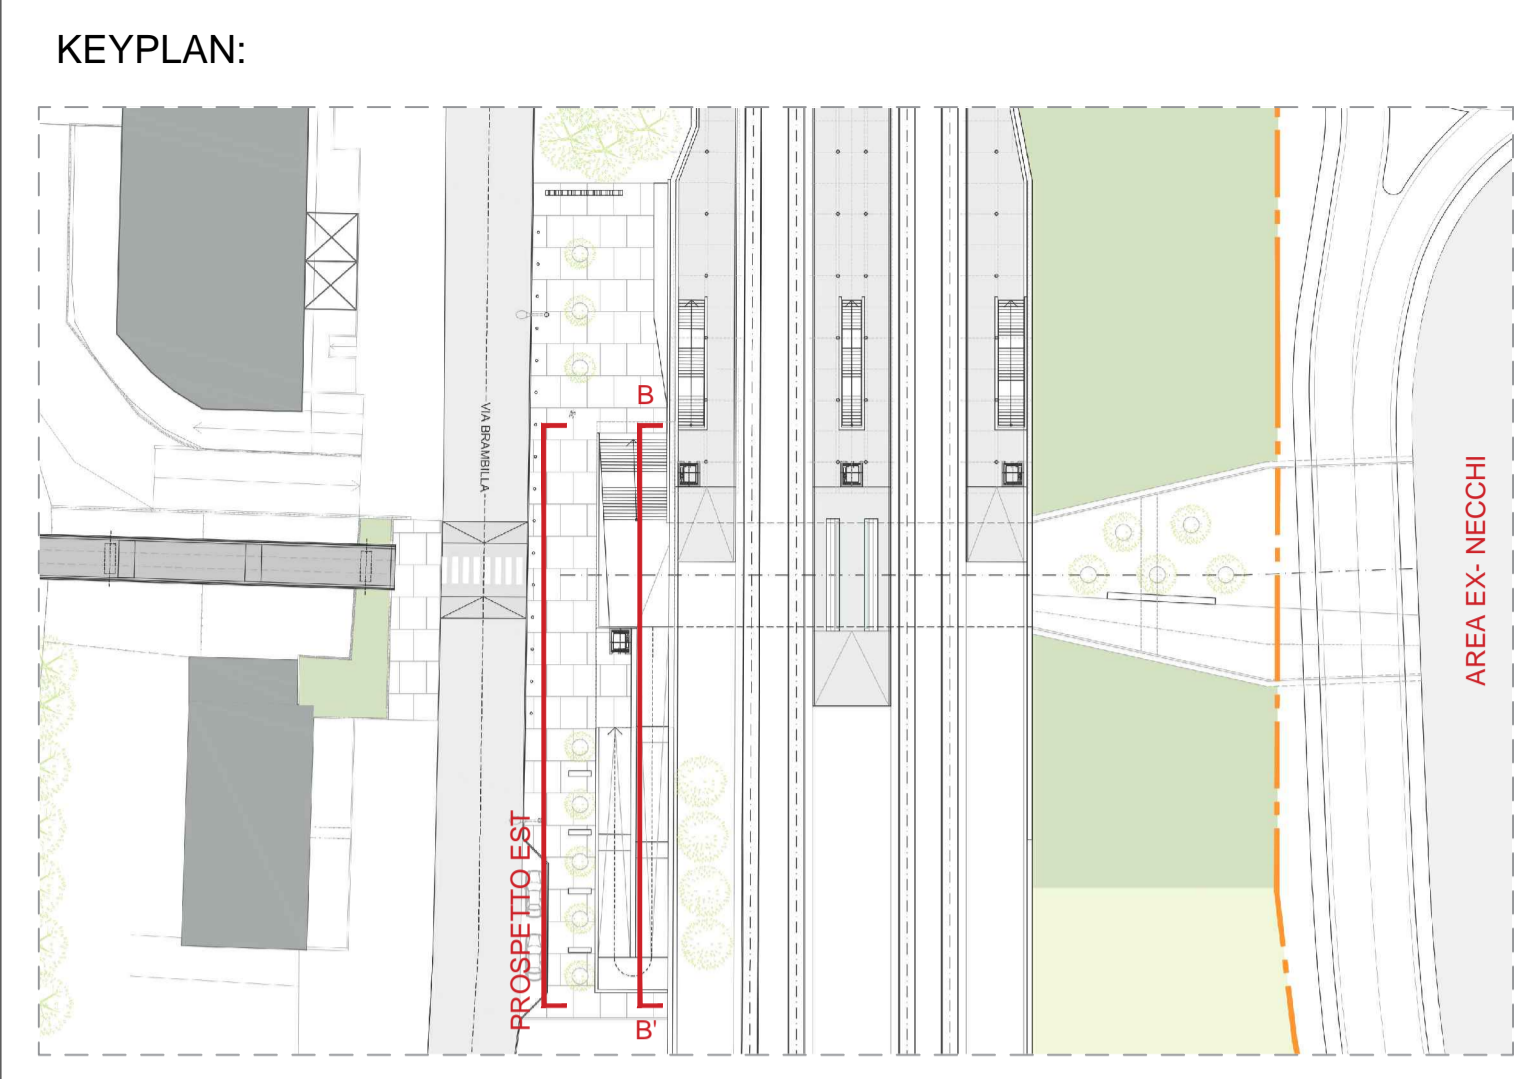 KEYPLAN:
B
VIA BRAMBILLA
AREA EX- NECCHI
PROSPETTO EST
B'